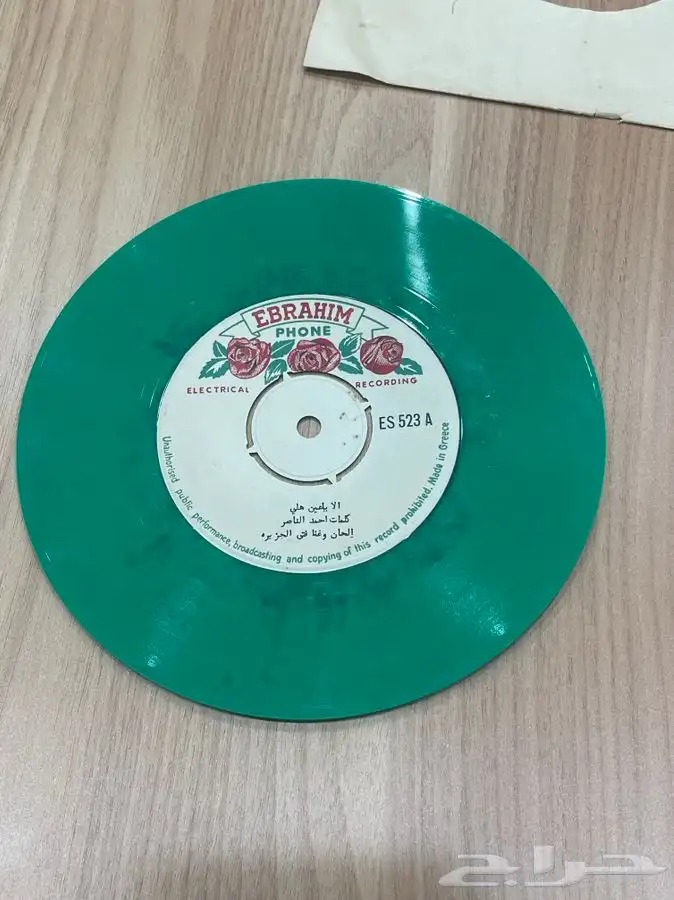 EBRAHIM
PHONE
ELECTRICAL RECORDING
ES 523 A
الا ياعين هلي
كلمات احمد الناصر
إلحان وغنا فتى الجزيره
Unauthorised public performance, broadcasting and copying of this record prohibited. Made in Greece
حراج